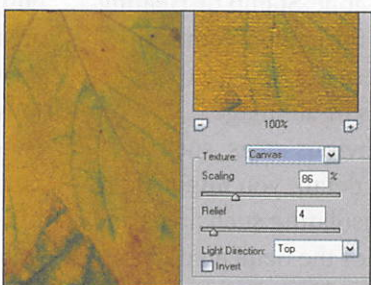 100%
Texture: Canvas
Scaling 86 %
Relief 4
Light Direction: Top
Invert